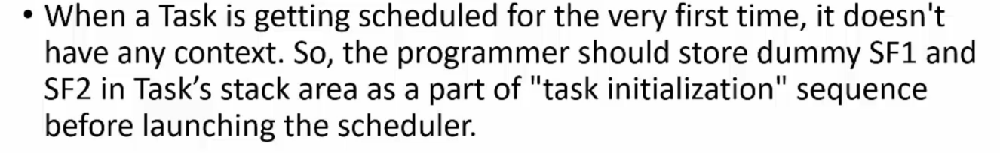 • When a Task is getting scheduled for the very first time, it doesn't
have any context. So, the programmer should store dummy SF1 and
SF2 in Task’s stack area as a part of "task initialization" sequence
before launching the scheduler.